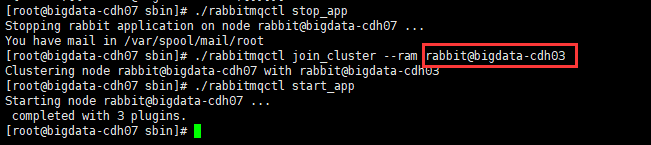 [root@bigdata-cdh07 sbin]# ./rabbitmqctl stop_app
Stopping rabbit application on node rabbit@bigdata-cdh07 ...
You have mail in /var/spool/mail/root
[root@bigdata-cdh07 sbin]# ./rabbitmqctl join_cluster --ram rabbit@bigdata-cdh03
Clustering node rabbit@bigdata-cdh07 with rabbit@bigdata-cdh03
[root@bigdata-cdh07 sbin]# ./rabbitmqctl start_app
Starting node rabbit@bigdata-cdh07 ...
 completed with 3 plugins.
[root@bigdata-cdh07 sbin]#